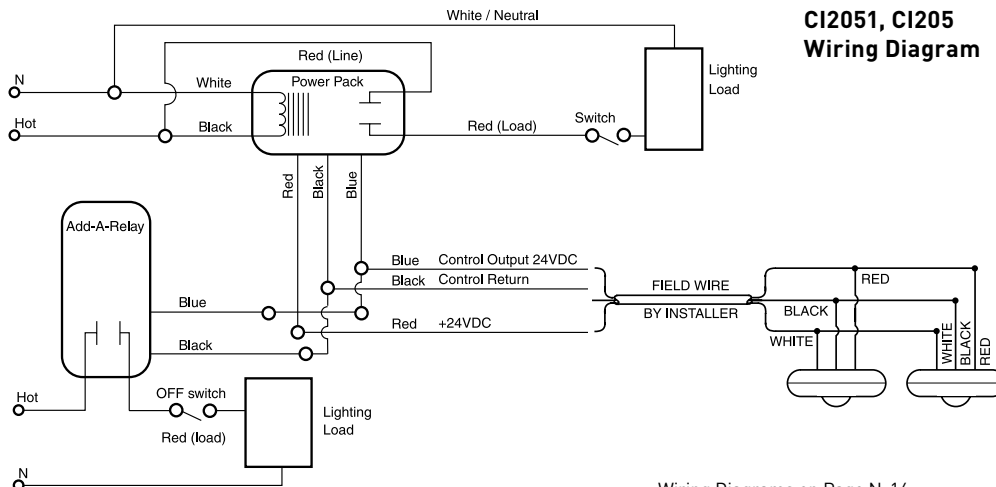 White / Neutral
CI2051, CI205
Wiring Diagram
Red (Line)
Power Pack
Lighting
Load
N
White
Hot
Black
Red (Load)
Switch
Red
Black
Blue
Add-A-Relay
Blue
Control Output 24VDC
Black
Control Return
FIELD WIRE
BY INSTALLER
RED
BLACK
WHITE
Blue
Red
+24VDC
Black
WHITE
BLACK
RED
Hot
OFF switch
Red (load)
Lighting
Load
N